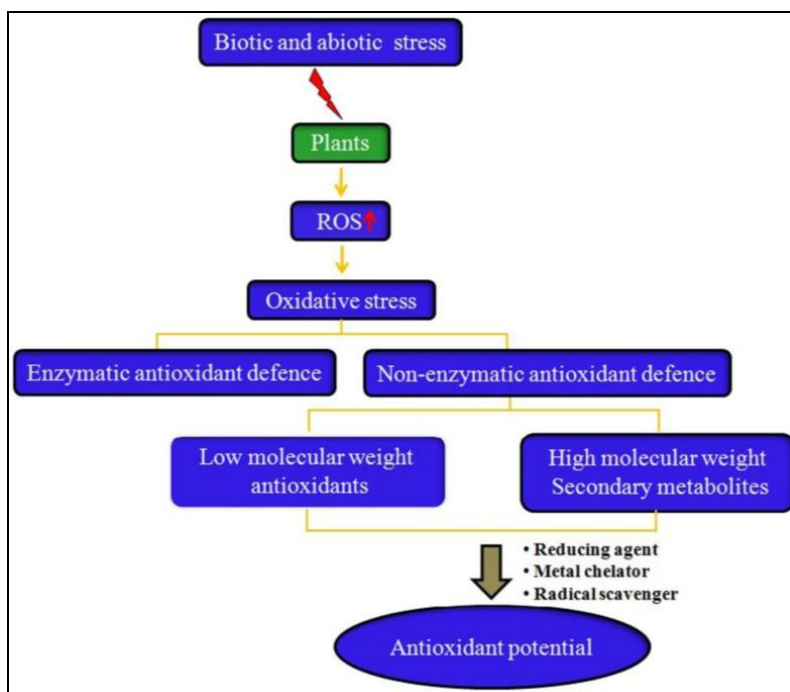 Biotic and abiotic stress
Plants
ROS
Oxidative stress
Enzymatic antioxidant defence
Non-enzymatic antioxidant defence
Low molecular weight
antioxidants
High molecular weight
Secondary metabolites
• Reducing agent
• Metal chelator
• Radical scavenger
Antioxidant potential